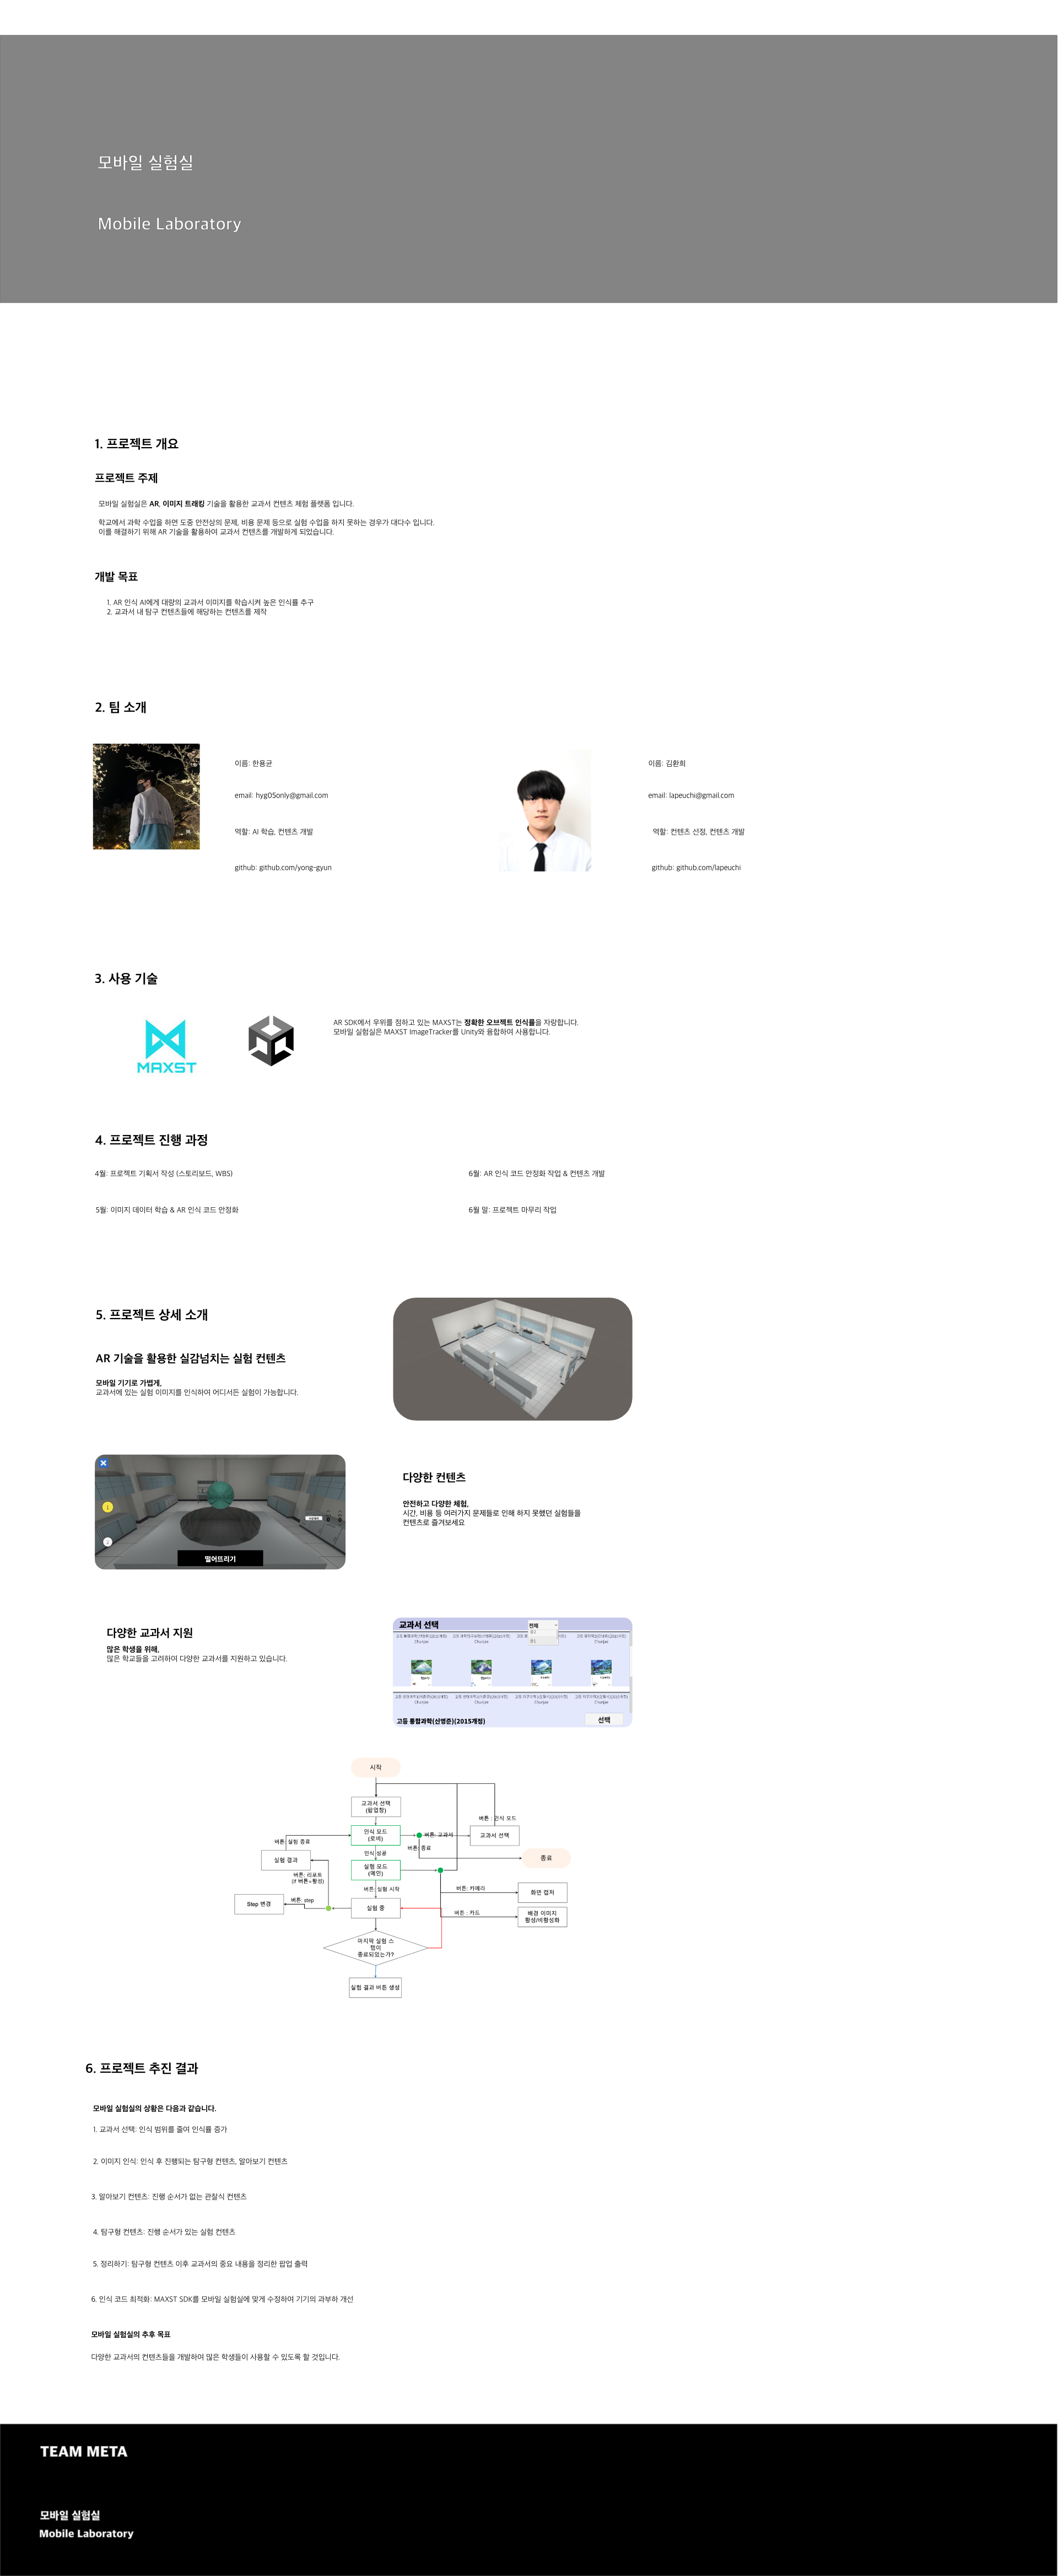 모바일 실험실
Mobile Laboratory
1. 프로젝트 개요
프로젝트 주제
모바일 실험실은 AR, 이미지 트래킹 기술을 활용한 교과서 컨텐츠 체험 플랫폼 입니다.
학교에서 과학 수업을 하면 도중 안전상의 문제, 비용 문제 등으로 실험 수업을 하지 못하는 경우가 대다수 입니다.
이를 해결하기 위해 AR 기술을 활용하여 교과서 컨텐츠를 개발하게 되었습니다.
개발 목표
1. AR 인식 AI에게 대량의 교과서 이미지를 학습시켜 높은 인식률 추구
2. 교과서 내 탐구 컨텐츠들에 해당하는 컨텐츠를 제작
2. 팀 소개
이름: 한용균
email: hyg05only@gmail.com
역할: AI 학습, 컨텐츠 개발
github: github.com/yong-gyun
이름: 김환희
email: lapeuchi@gmail.com
역할: 컨텐츠 선정, 컨텐츠 개발
github: github.com/lapeuchi
3. 사용 기술
MAXST
AR SDK에서 우위를 점하고 있는 MAXST는 정확한 오브젝트 인식률을 자랑합니다.
모바일 실험실은 MAXST ImageTracker를 Unity와 융합하여 사용합니다.
4. 프로젝트 진행 과정
4월: 프로젝트 기획서 작성 (스토리보드, WBS)
6월: AR 인식 코드 안정화 작업 & 컨텐츠 개발
5월: 이미지 데이터 학습 & AR 인식 코드 안정화
6월 말: 프로젝트 마무리 작업
5. 프로젝트 상세 소개
AR 기술을 활용한 실감넘치는 실험 컨텐츠
모바일 기기로 가볍게,
교과서에 있는 실험 이미지를 인식하여 어디서든 실험이 가능합니다.
떨어뜨리기
다양한 컨텐츠
안전하고 다양한 체험,
시간, 비용 등 여러가지 문제들로 인해 하지 못했던 실험들을
컨텐츠로 즐겨보세요
다양한 교과서 지원
많은 학생을 위해,
많은 학교들을 고려하여 다양한 교과서를 지원하고 있습니다.
교과서 선택
전체
Chunjae Chunjae Chunjae
Chunjae Chunjae Chunjae Chunjae
고등 통합과학(신영준)(2015개정)
선택
시작
교과서 선택
(팝업창)
버튼 : 인식 모드
인식 모드
(로비)
버튼: 교과서
교과서 선택
버튼: 실험 종료
버튼: 종료
인식 성공
실험 결과
종료
실험 모드
(메인)
버튼: 리포트
(if 버튼=활성)
버튼: 실험 시작
버튼: 카메라
화면 캡처
버튼: step
Step 변경
실험 중
버튼 : 카드
배경 이미지
활성/비활성화
마지막 실험 스
텝이
종료되었는가?
실험 결과 버튼 생성
6. 프로젝트 추진 결과
모바일 실험실의 상황은 다음과 같습니다.
1. 교과서 선택: 인식 범위를 줄여 인식률 증가
2. 이미지 인식: 인식 후 진행되는 탐구형 컨텐츠, 알아보기 컨텐츠
3. 알아보기 컨텐츠: 진행 순서가 없는 관찰식 컨텐츠
4. 탐구형 컨텐츠: 진행 순서가 있는 실험 컨텐츠
5. 정리하기: 탐구형 컨텐츠 이후 교과서의 중요 내용을 정리한 팝업 출력
6. 인식 코드 최적화: MAXST SDK를 모바일 실험실에 맞게 수정하여 기기의 과부하 개선
모바일 실험실의 추후 목표
다양한 교과서의 컨텐츠들을 개발하여 많은 학생들이 사용할 수 있도록 할 것입니다.
TEAM META
모바일 실험실
Mobile Laboratory